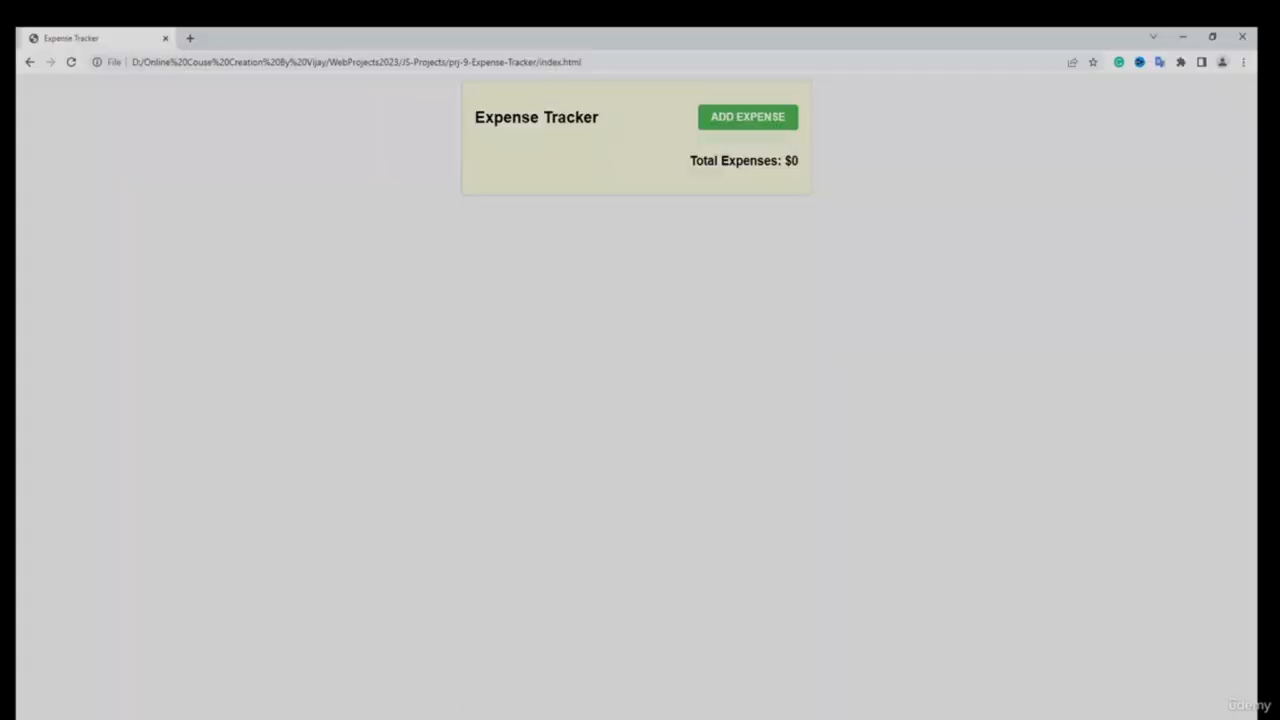 Expense Tracker
File
D:/Online%20Couse%20Creation%20By%20Vijay/WebProjects2023/JS-Projects/prj-9-Expense-Tracker/index.html
Expense Tracker
ADD EXPENSE
Total Expenses: $0
ûdemy